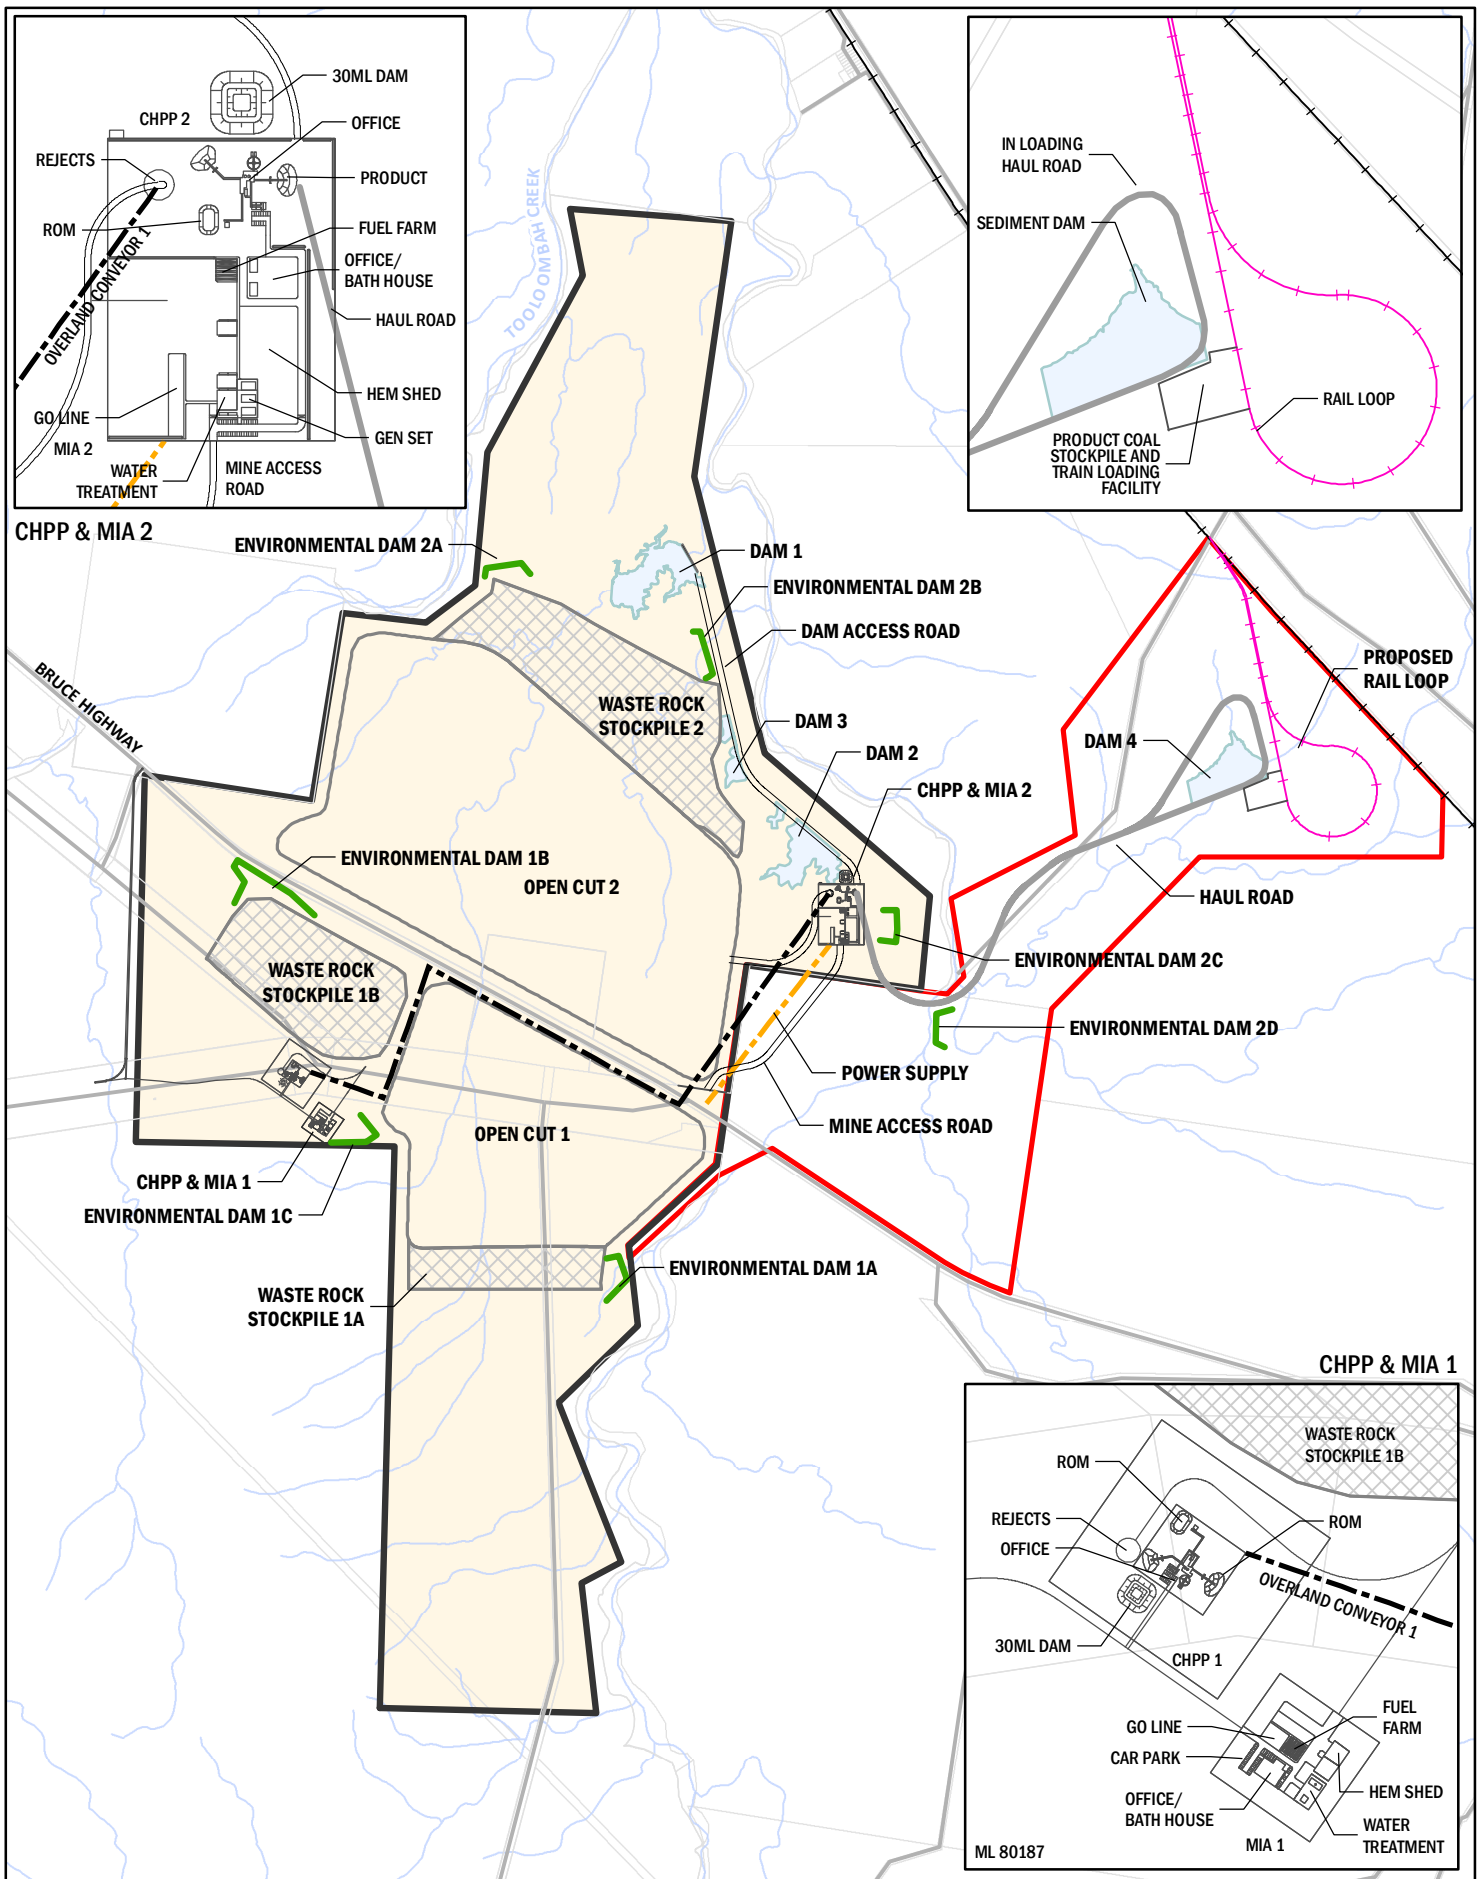 30ML DAM
CHPP 2
OFFICE
REJECTS
PRODUCT
ROM
FUEL FARM
OFFICE/
BATH HOUSE
OVERLAND CONVEYOR 1
HAUL ROAD
HEM SHED
GO LINE
GEN SET
MIA 2
WATER
TREATMENT
MINE ACCESS
ROAD
CHPP & MIA 2
TOOLOOMBAH CREEK
IN LOADING
HAUL ROAD
SEDIMENT DAM
RAIL LOOP
PRODUCT COAL
STOCKPILE AND
TRAIN LOADING
FACILITY
ENVIRONMENTAL DAM 2A
DAM 1
ENVIRONMENTAL DAM 2B
DAM ACCESS ROAD
BRUCE HIGHWAY
WASTE ROCK
STOCKPILE 2
DAM 3
DAM 2
CHPP & MIA 2
PROPOSED
RAIL LOOP
DAM 4
HAUL ROAD
ENVIRONMENTAL DAM 1B
OPEN CUT 2
WASTE ROCK
STOCKPILE 1B
ENVIRONMENTAL DAM 2C
ENVIRONMENTAL DAM 2D
POWER SUPPLY
MINE ACCESS ROAD
OPEN CUT 1
CHPP & MIA 1
ENVIRONMENTAL DAM 1C
ENVIRONMENTAL DAM 1A
WASTE ROCK
STOCKPILE 1A
CHPP & MIA 1
WASTE ROCK
STOCKPILE 1B
ROM
REJECTS
OFFICE
ROM
OVERLAND CONVEYOR 1
30ML DAM
CHPP 1
FUEL
FARM
GO LINE
CAR PARK
OFFICE/
BATH HOUSE
HEM SHED
WATER
TREATMENT
MIA 1
ML 80187